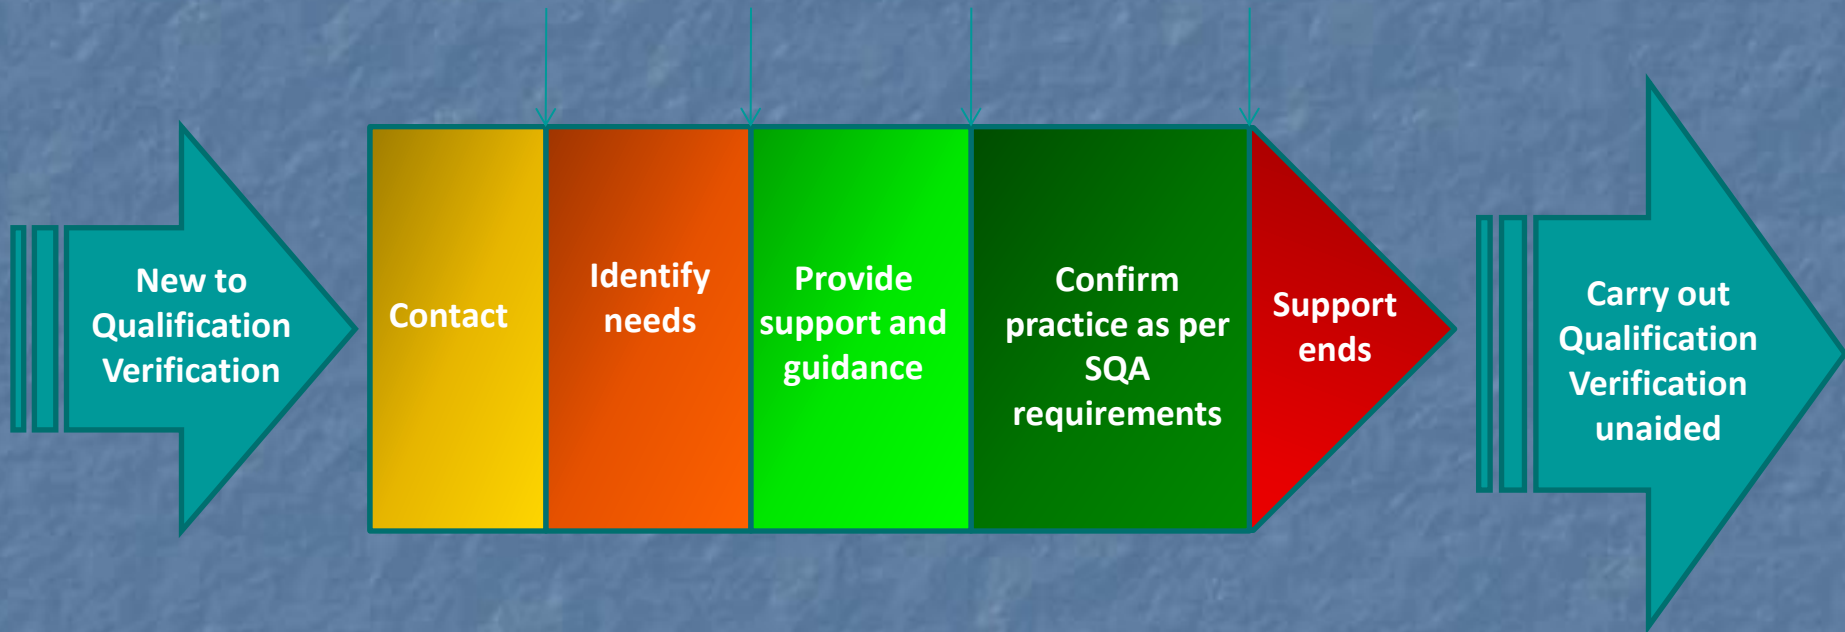 New to
Qualification
Verification
Contact
Identify
needs
Provide
support and
guidance
Confirm
practice as per
SQA
requirements
Support
ends
Carry out
Qualification
Verification
unaided